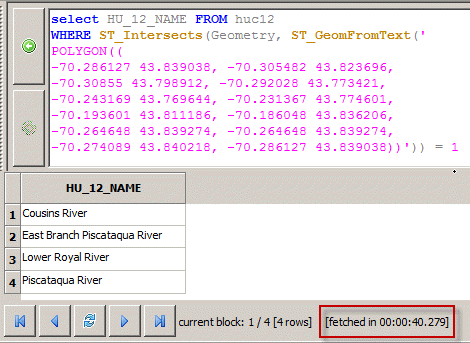 select HU_12_NAME FROM huc12
WHERE ST_Intersects(Geometry, ST_GeomFromText('
POLYGON((
-70.286127 43.839038, -70.305482 43.823696,
-70.30855 43.798912, -70.292028 43.773421,
-70.243169 43.769644, -70.231367 43.774601,
-70.193601 43.811186, -70.186048 43.836206,
-70.264648 43.839274, -70.264648 43.839274,
-70.274089 43.840218, -70.286127 43.839038))')) = 1
HU_12_NAME
1 Cousins River
2 East Branch Piscataqua River
3 Lower Royal River
4 Piscataqua River
current block: 1 / 4 [4 rows] [fetched in 00:00:40.279]